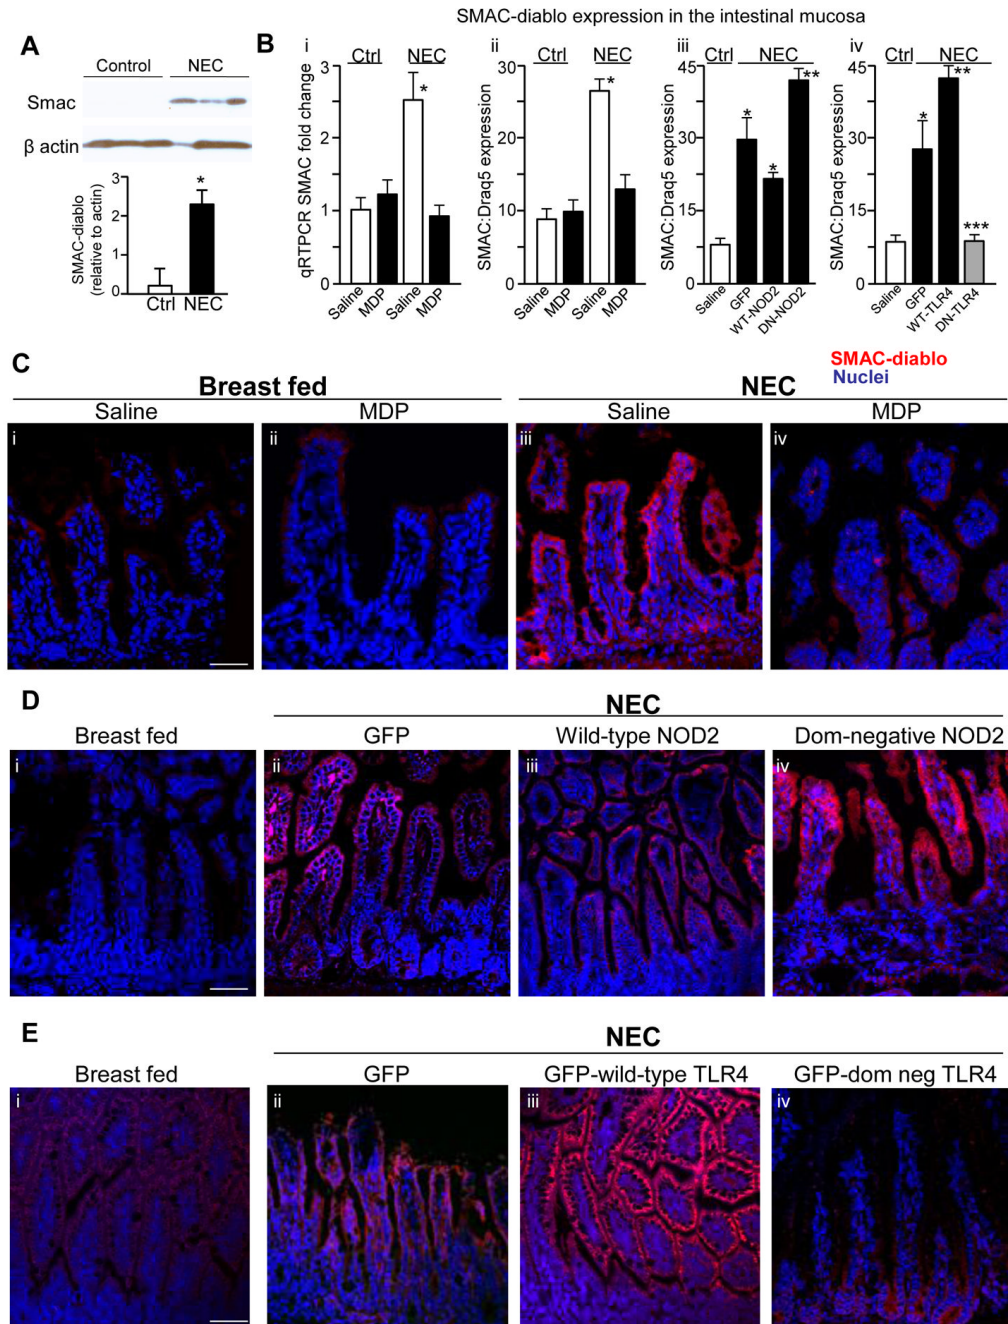 SMAC-diablo expression in the intestinal mucosa
A
Control NEC
Smac
β actin
SMAC-diablo
(relative to actin)
3
2
1
0
*
Ctrl NEC
B
i
Ctrl NEC
qRTPCR SMAC fold change
3
2
1
0
*
Saline MDP Saline MDP
ii
Ctrl NEC
SMAC:Draq5 expression
30
20
10
0
*
Saline MDP Saline MDP
iii
Ctrl NEC
SMAC:Draq5 expression
45
30
15
0
* * **
Saline GFP WT-NOD2 DN-NOD2
iv
Ctrl NEC
SMAC:Draq5 expression
45
30
15
0
* ** ***
Saline GFP WT-TLR4 DN-TLR4
SMAC-diablo
Nuclei
C
Breast fed NEC
Saline MDP Saline MDP
i ii iii iv
D
NEC
Breast fed GFP Wild-type NOD2 Dom-negative NOD2
i ii iii iv
E
NEC
Breast fed GFP GFP-wild-type TLR4 GFP-dom neg TLR4
i ii iii iv